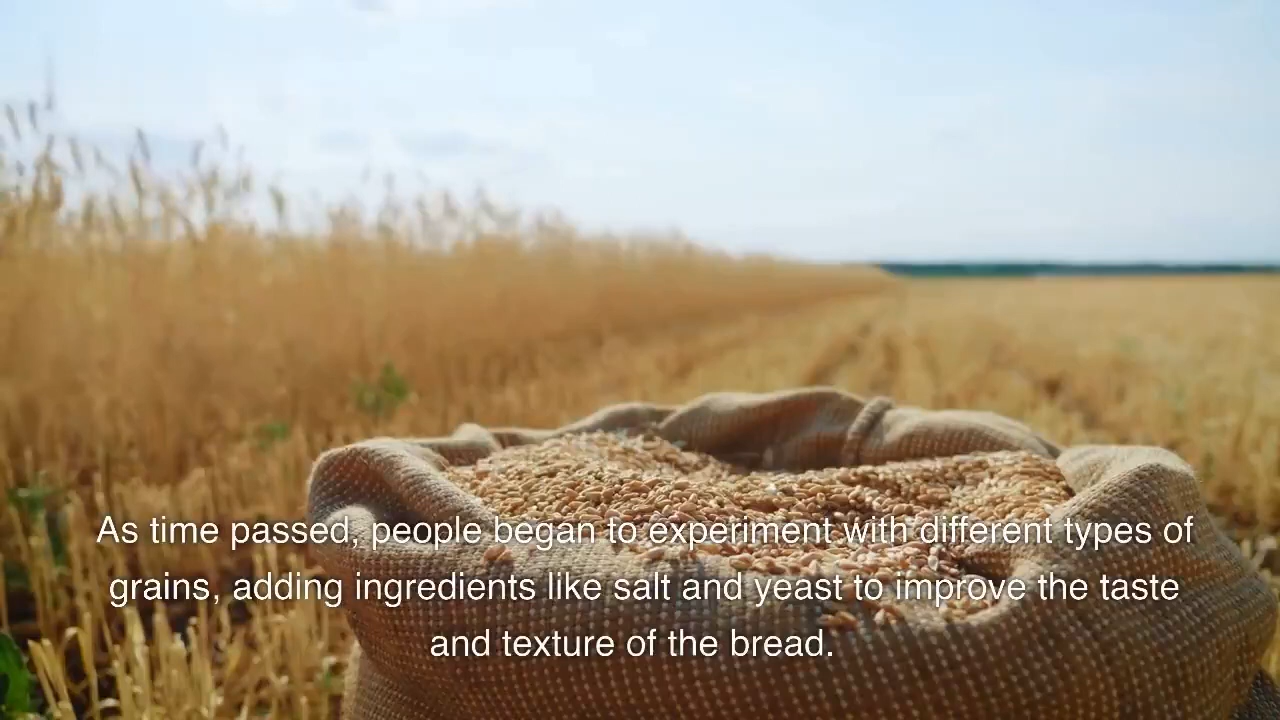 As time passed, people began to experiment with different types of
grains, adding ingredients like salt and yeast to improve the taste
and texture of the bread.